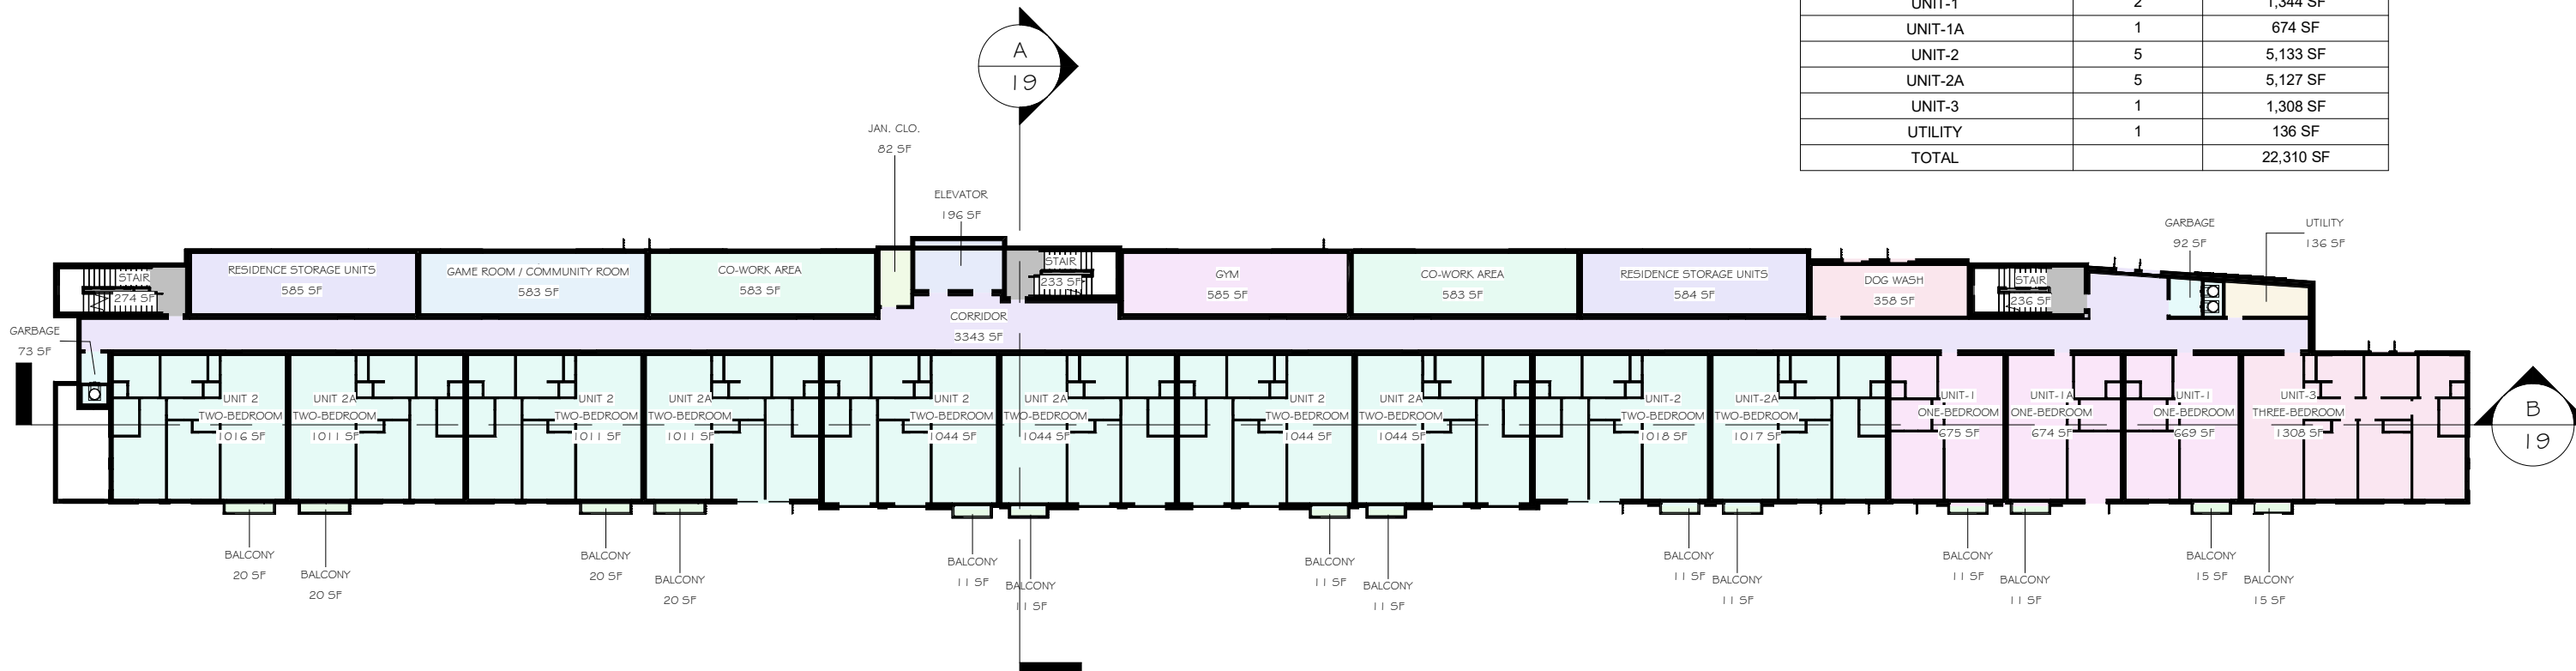 UNIT-1 2 1,344 SF
UNIT-1A 1 674 SF
UNIT-2 5 5,133 SF
UNIT-2A 5 5,127 SF
UNIT-3 1 1,308 SF
UTILITY 1 136 SF
TOTAL 22,310 SF
A
19
JAN. CLO.
82 SF
ELEVATOR
196 SF
GARBAGE
92 SF
UTILITY
136 SF
STAIR
274 SF
RESIDENCE STORAGE UNITS
585 SF
GAME ROOM / COMMUNITY ROOM
583 SF
CO-WORK AREA
583 SF
STAIR
233 SF
GYM
585 SF
CO-WORK AREA
583 SF
RESIDENCE STORAGE UNITS
584 SF
DOG WASH
358 SF
STAIR
236 SF
CORRIDOR
3343 SF
GARBAGE
73 SF
UNIT 2
TWO-BEDROOM
1016 SF
UNIT 2A
TWO-BEDROOM
1011 SF
UNIT 2
TWO-BEDROOM
1011 SF
UNIT 2A
TWO-BEDROOM
1011 SF
UNIT 2
TWO-BEDROOM
1044 SF
UNIT 2A
TWO-BEDROOM
1044 SF
UNIT 2
TWO-BEDROOM
1044 SF
UNIT 2A
TWO-BEDROOM
1044 SF
UNIT-2
TWO-BEDROOM
1018 SF
UNIT-2A
TWO-BEDROOM
1017 SF
UNIT-1
ONE-BEDROOM
675 SF
UNIT-1A
ONE-BEDROOM
674 SF
UNIT-1
ONE-BEDROOM
669 SF
UNIT-3
THREE-BEDROOM
1308 SF
B
19
BALCONY
20 SF
BALCONY
20 SF
BALCONY
20 SF
BALCONY
20 SF
BALCONY
11 SF
BALCONY
11 SF
BALCONY
11 SF
BALCONY
11 SF
BALCONY
11 SF
BALCONY
11 SF
BALCONY
11 SF
BALCONY
11 SF
BALCONY
15 SF
BALCONY
15 SF